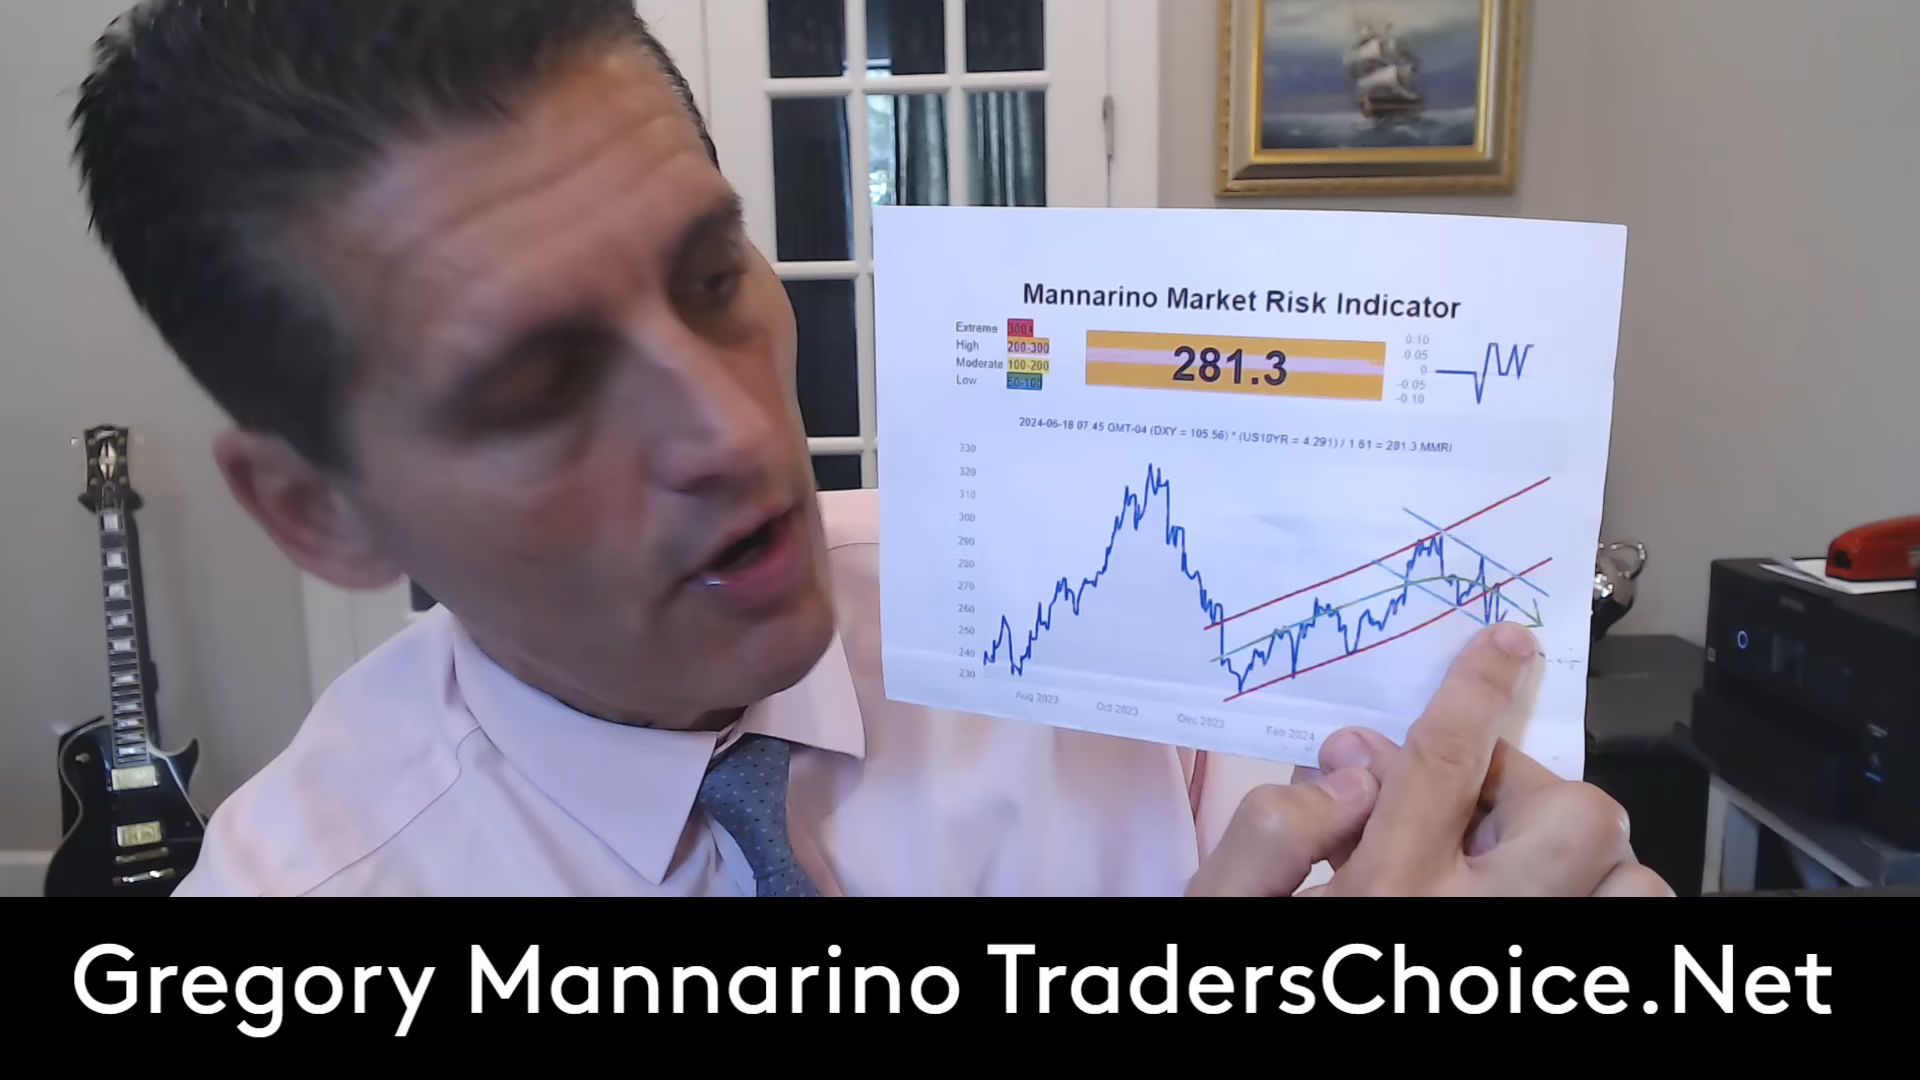 Mannarino Market Risk Indicator
Extreme 300+
High 200-300
Moderate 100-200
Low 50-100
281.3
0.10
0.05
0
-0.05
-0.10
2024-06-18 07:45 GMT-04 (DXY = 105.56) * (US10YR = 4.291) / 1.61 = 281.3 MMRI
330
320
310
300
290
280
270
260
250
240
230
Aug 2023 Oct 2023 Dec 2023 Feb 2024
Gregory Mannarino TradersChoice.Net